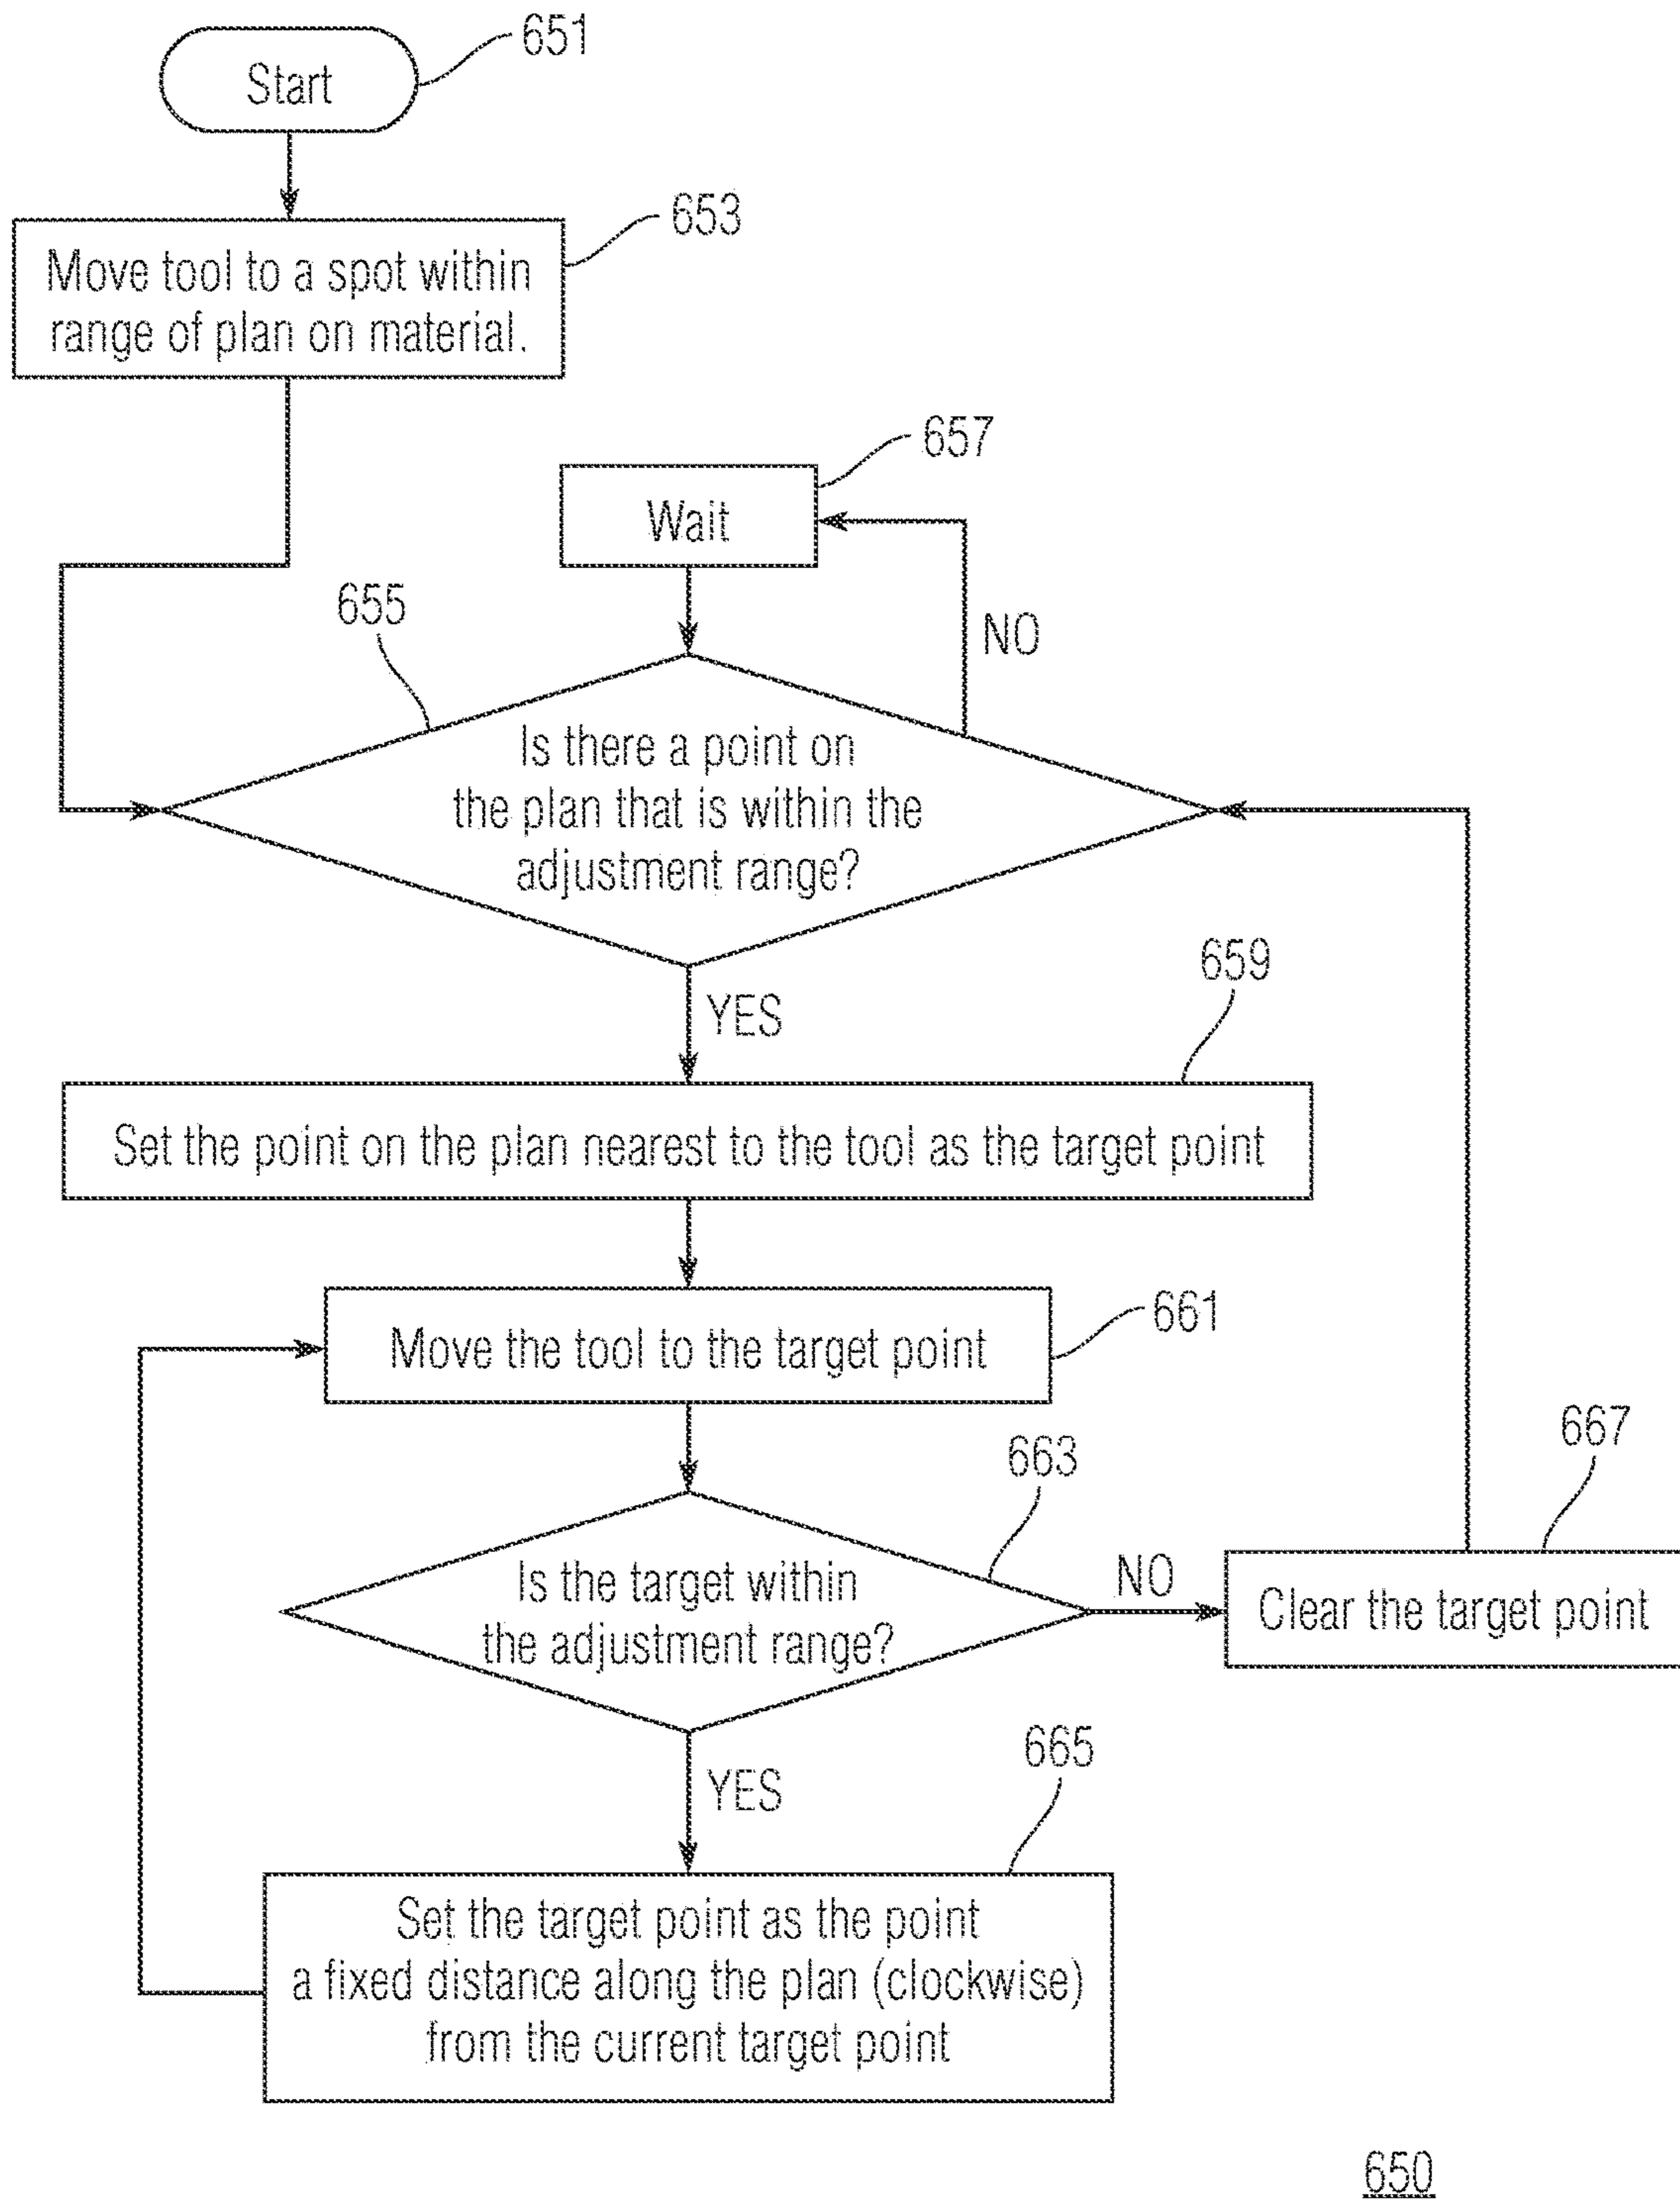 Start
651
653
Move tool to a spot within
range of plan on material.
657
Wait
655
NO
Is there a point on
the plan that is within the
adjustment range?
659
YES
Set the point on the plan nearest to the tool as the target point
661
Move the tool to the target point
663
667
NO
Is the target within
the adjustment range?
Clear the target point
665
YES
Set the target point as the point
a fixed distance along the plan (clockwise)
from the current target point
650